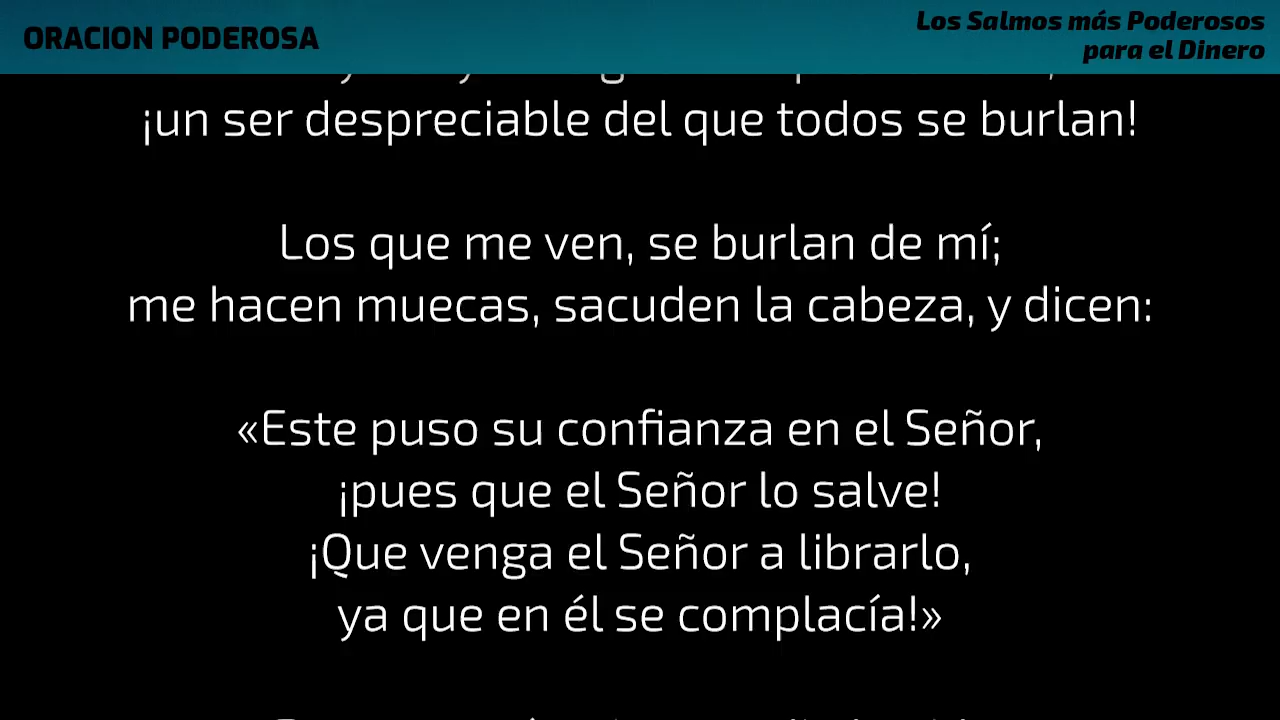 ORACION PODEROSA
Los Salmos más Poderosos
para el Dinero
¡un ser despreciable del que todos se burlan!
Los que me ven, se burlan de mí;
me hacen muecas, sacuden la cabeza, y dicen:
«Este puso su confianza en el Señor,
¡pues que el Señor lo salve!
¡Que venga el Señor a librarlo,
ya que en él se complacía!»